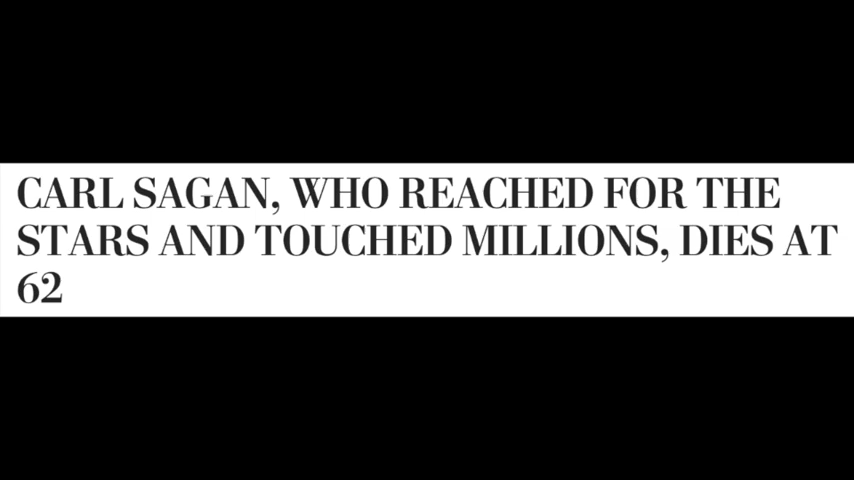 CARL SAGAN, WHO REACHED FOR THE
STARS AND TOUCHED MILLIONS, DIES AT
62